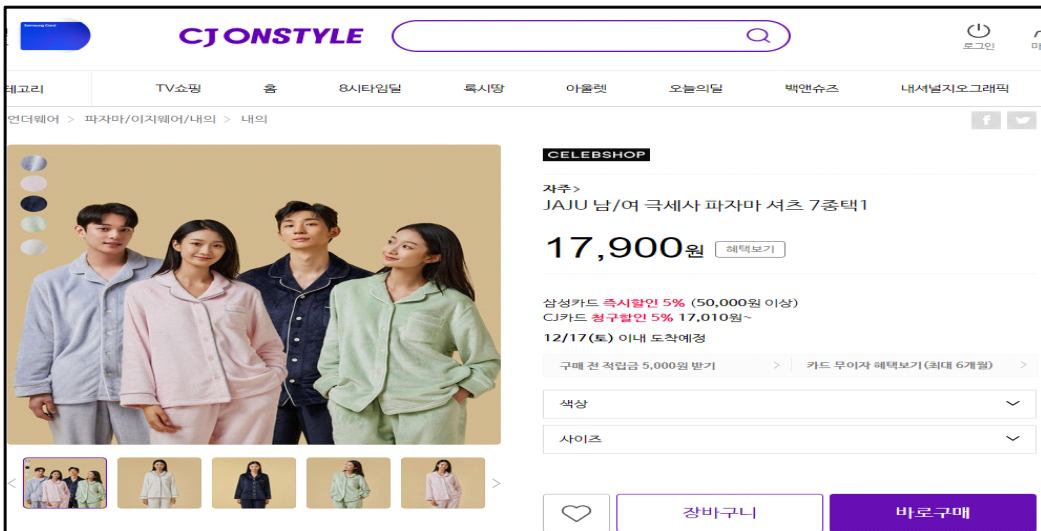 Samsung Card
CJ ONSTYLE
로그인
테고리
TV쇼핑
홈
8시타임딜
록시땅
아울렛
오늘의딜
백앤슈즈
내셔널지오그래픽
언더웨어 > 파자마/이지웨어/내의 > 내의
CELEBSHOP
자주>
JAJU 남/여 극세사 파자마 셔츠 7종택1
17,900원 혜택보기
삼성카드 즉시할인 5% (50,000원 이상)
CJ카드 청구할인 5% 17,010원~
12/17(토) 이내 도착예정
구매 전 적립금 5,000원 받기 > 카드 무이자 혜택보기 (최대 6개월) >
색상
사이즈
장바구니
바로구매